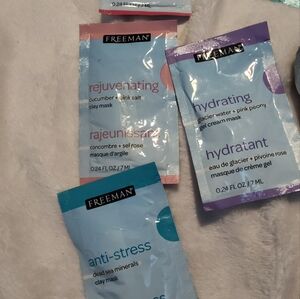 0.24 FL OZ / 7 ML
FREEMAN
rejuvenating
cucumber + pink salt
clay mask
rajeunissant
concombre + sel rose
masque d'argile
0.24 FL OZ / 7 ML
FREEMAN
hydrating
glacier water + pink peony
gel cream mask
hydratant
eau de glacier + pivoine rose
masque de crème gel
0.24 FL OZ / 7 ML
FREEMAN
anti-stress
dead sea minerals
clay mask